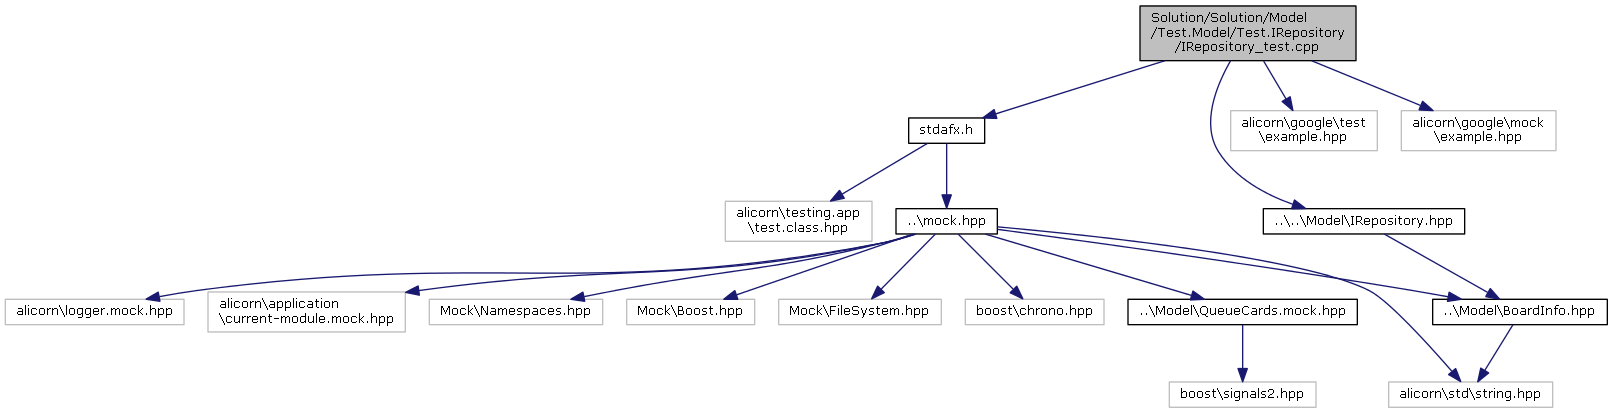 Solution/Solution/Model
/Test.Model/Test.IRepository
/IRepository_test.cpp
stdafx.h
alicorn\google\test
\example.hpp
alicorn\google\mock
\example.hpp
alicorn\testing.app
\test.class.hpp
..\mock.hpp
..\..\Model\IRepository.hpp
alicorn\logger.mock.hpp
alicorn\application
\current-module.mock.hpp
Mock\Namespaces.hpp
Mock\Boost.hpp
Mock\FileSystem.hpp
boost\chrono.hpp
..\Model\QueueCards.mock.hpp
..\Model\BoardInfo.hpp
boost\signals2.hpp
alicorn\std\string.hpp